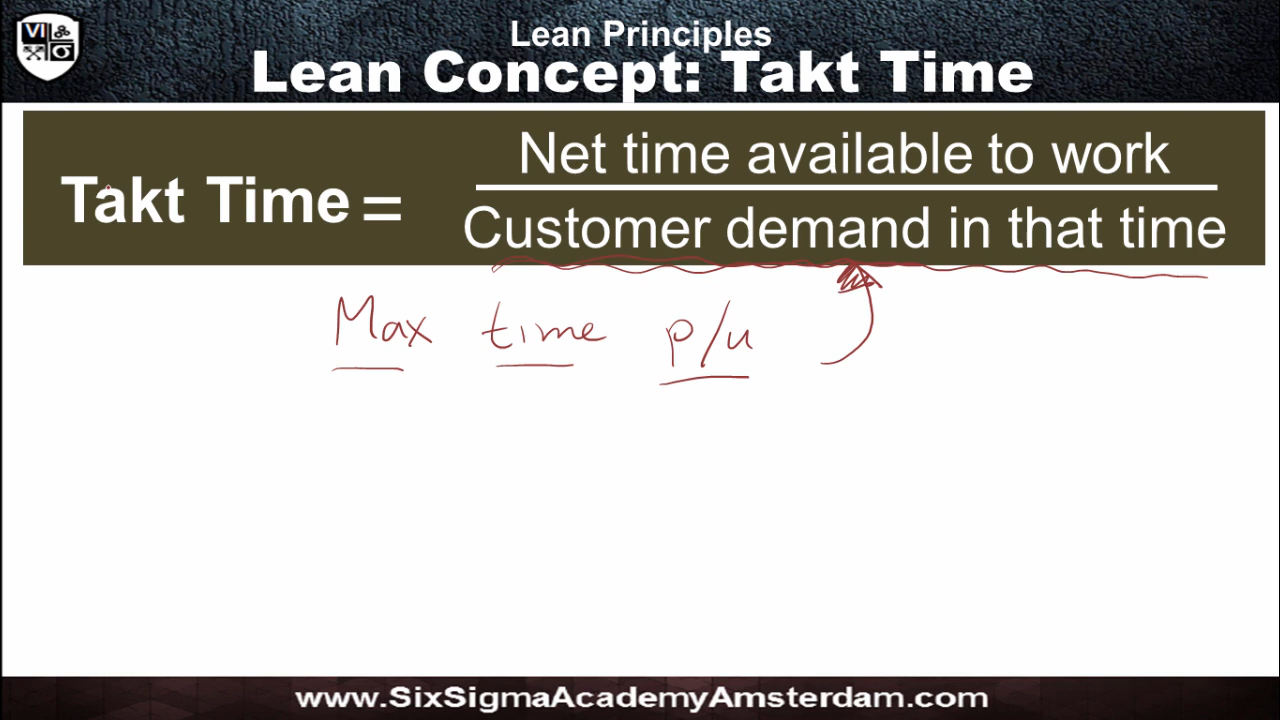 VI
Lean Principles
Lean Concept: Takt Time
Takt Time =
Net time available to work
Customer demand in that time
Max time p/u
www.SixSigmaAcademyAmsterdam.com